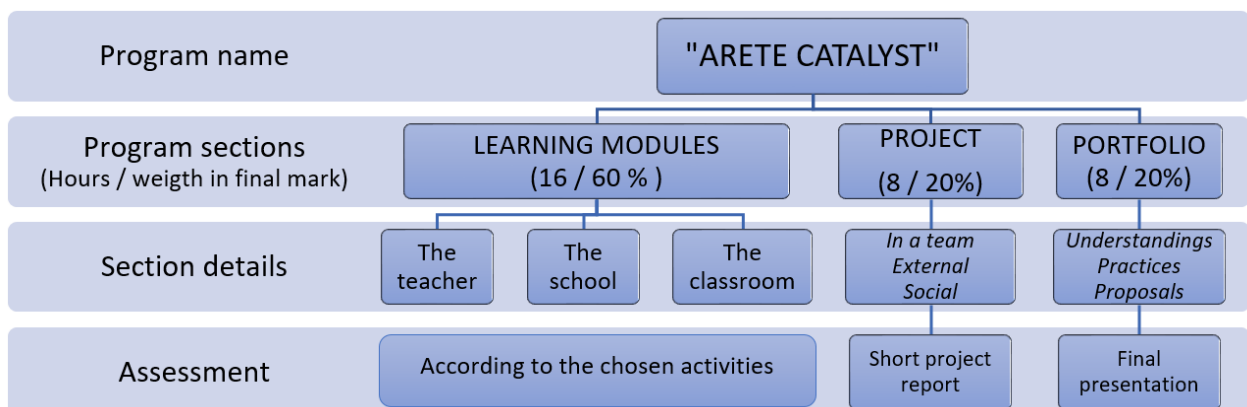 Program name
"ARETE CATALYST"
Program sections
(Hours / weigth in final mark)
LEARNING MODULES
(16 / 60 % )
PROJECT
(8 / 20%)
PORTFOLIO
(8 / 20%)
Section details
The
teacher
The
school
The
classroom
In a team
External
Social
Understandings
Practices
Proposals
Assessment
According to the chosen activities
Short project
report
Final
presentation